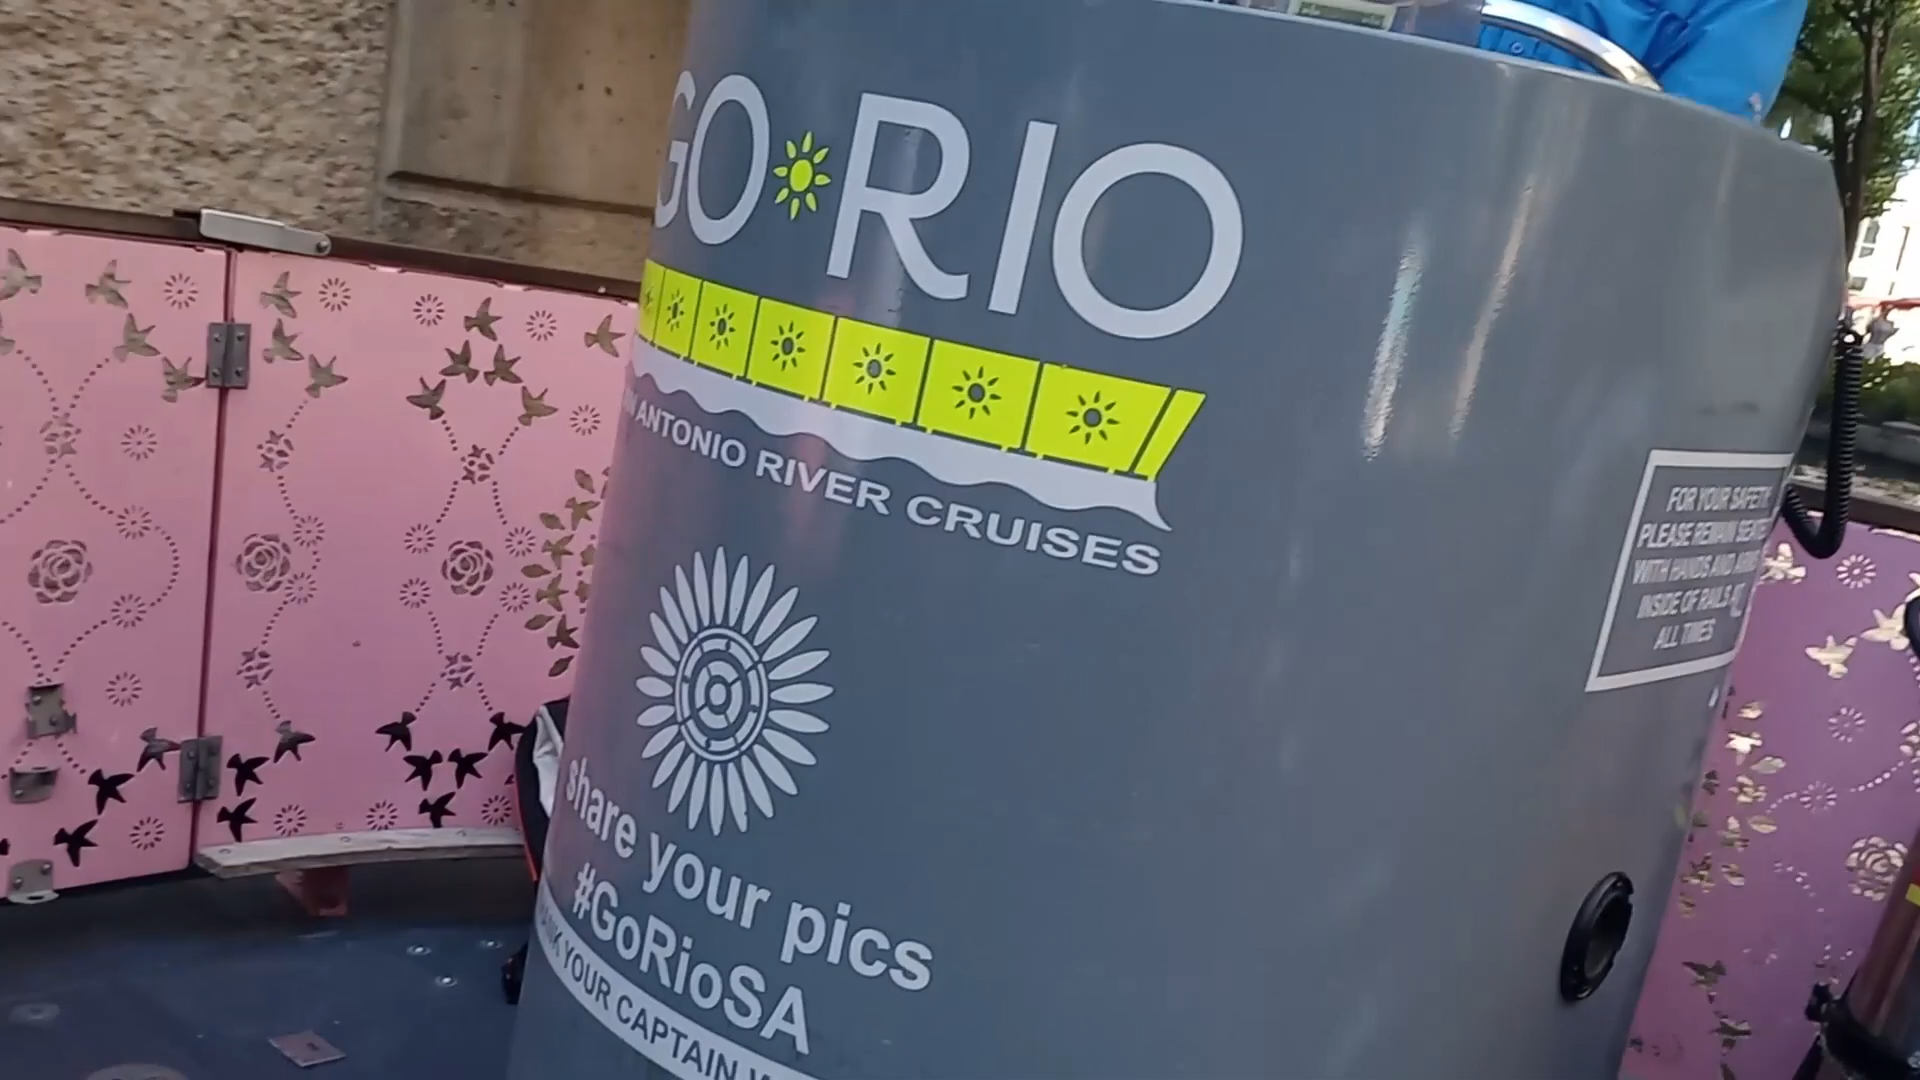 GO RIO
ANTONIO RIVER CRUISES
FOR YOUR SAFETY
PLEASE REMAIN SEATE
WITH HANDS AND ARMS
INSIDE OF RAILS AT
ALL TIMES
share your pics
#GoRioSA
YOUR CAPTAIN